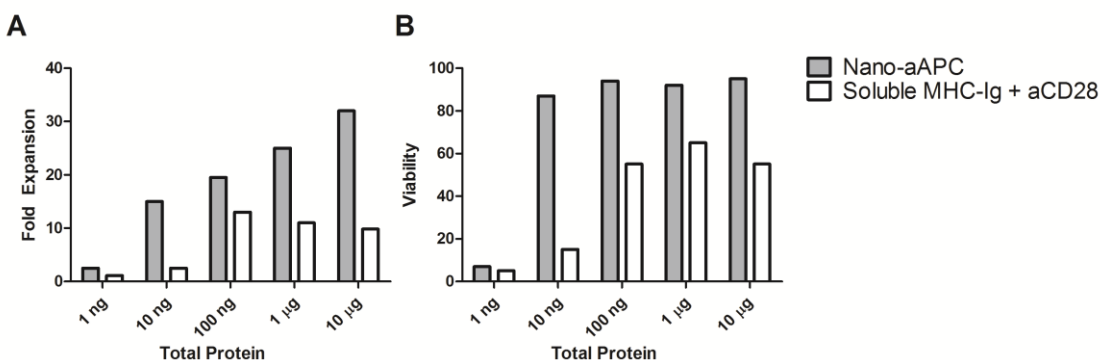 A
B
Nano-aAPC
Soluble MHC-Ig + aCD28
Fold Expansion
40
30
20
10
0
1 ng
10 ng
100 ng
1 μg
10 μg
Total Protein
Viability
100
80
60
40
20
0
1 ng
10 ng
100 ng
1 μg
10 μg
Total Protein